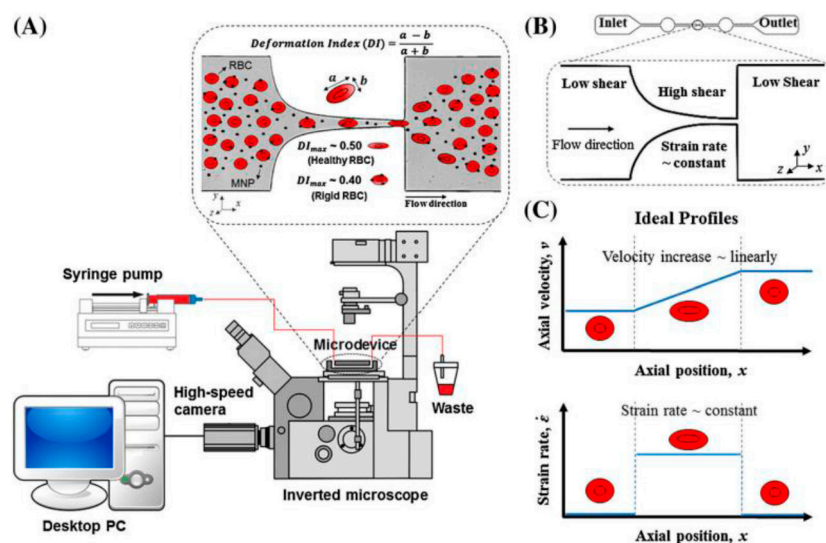 (A)
Deformation Index (DI) = a − b / a + b
RBC
a
b
DImax ~ 0.50
(Healthy RBC)
DImax ~ 0.40
(Rigid RBC)
MNP
Flow direction
y
z
x
Syringe pump
Microdevice
High-speed
camera
Waste
Inverted microscope
Desktop PC
(B)
Inlet
Outlet
Low shear
High shear
Low Shear
Flow direction
Strain rate
~ constant
y
z
x
(C)
Ideal Profiles
Axial velocity, v
Velocity increase ~ linearly
Axial position, x
Strain rate, ε̇
Strain rate ~ constant
Axial position, x